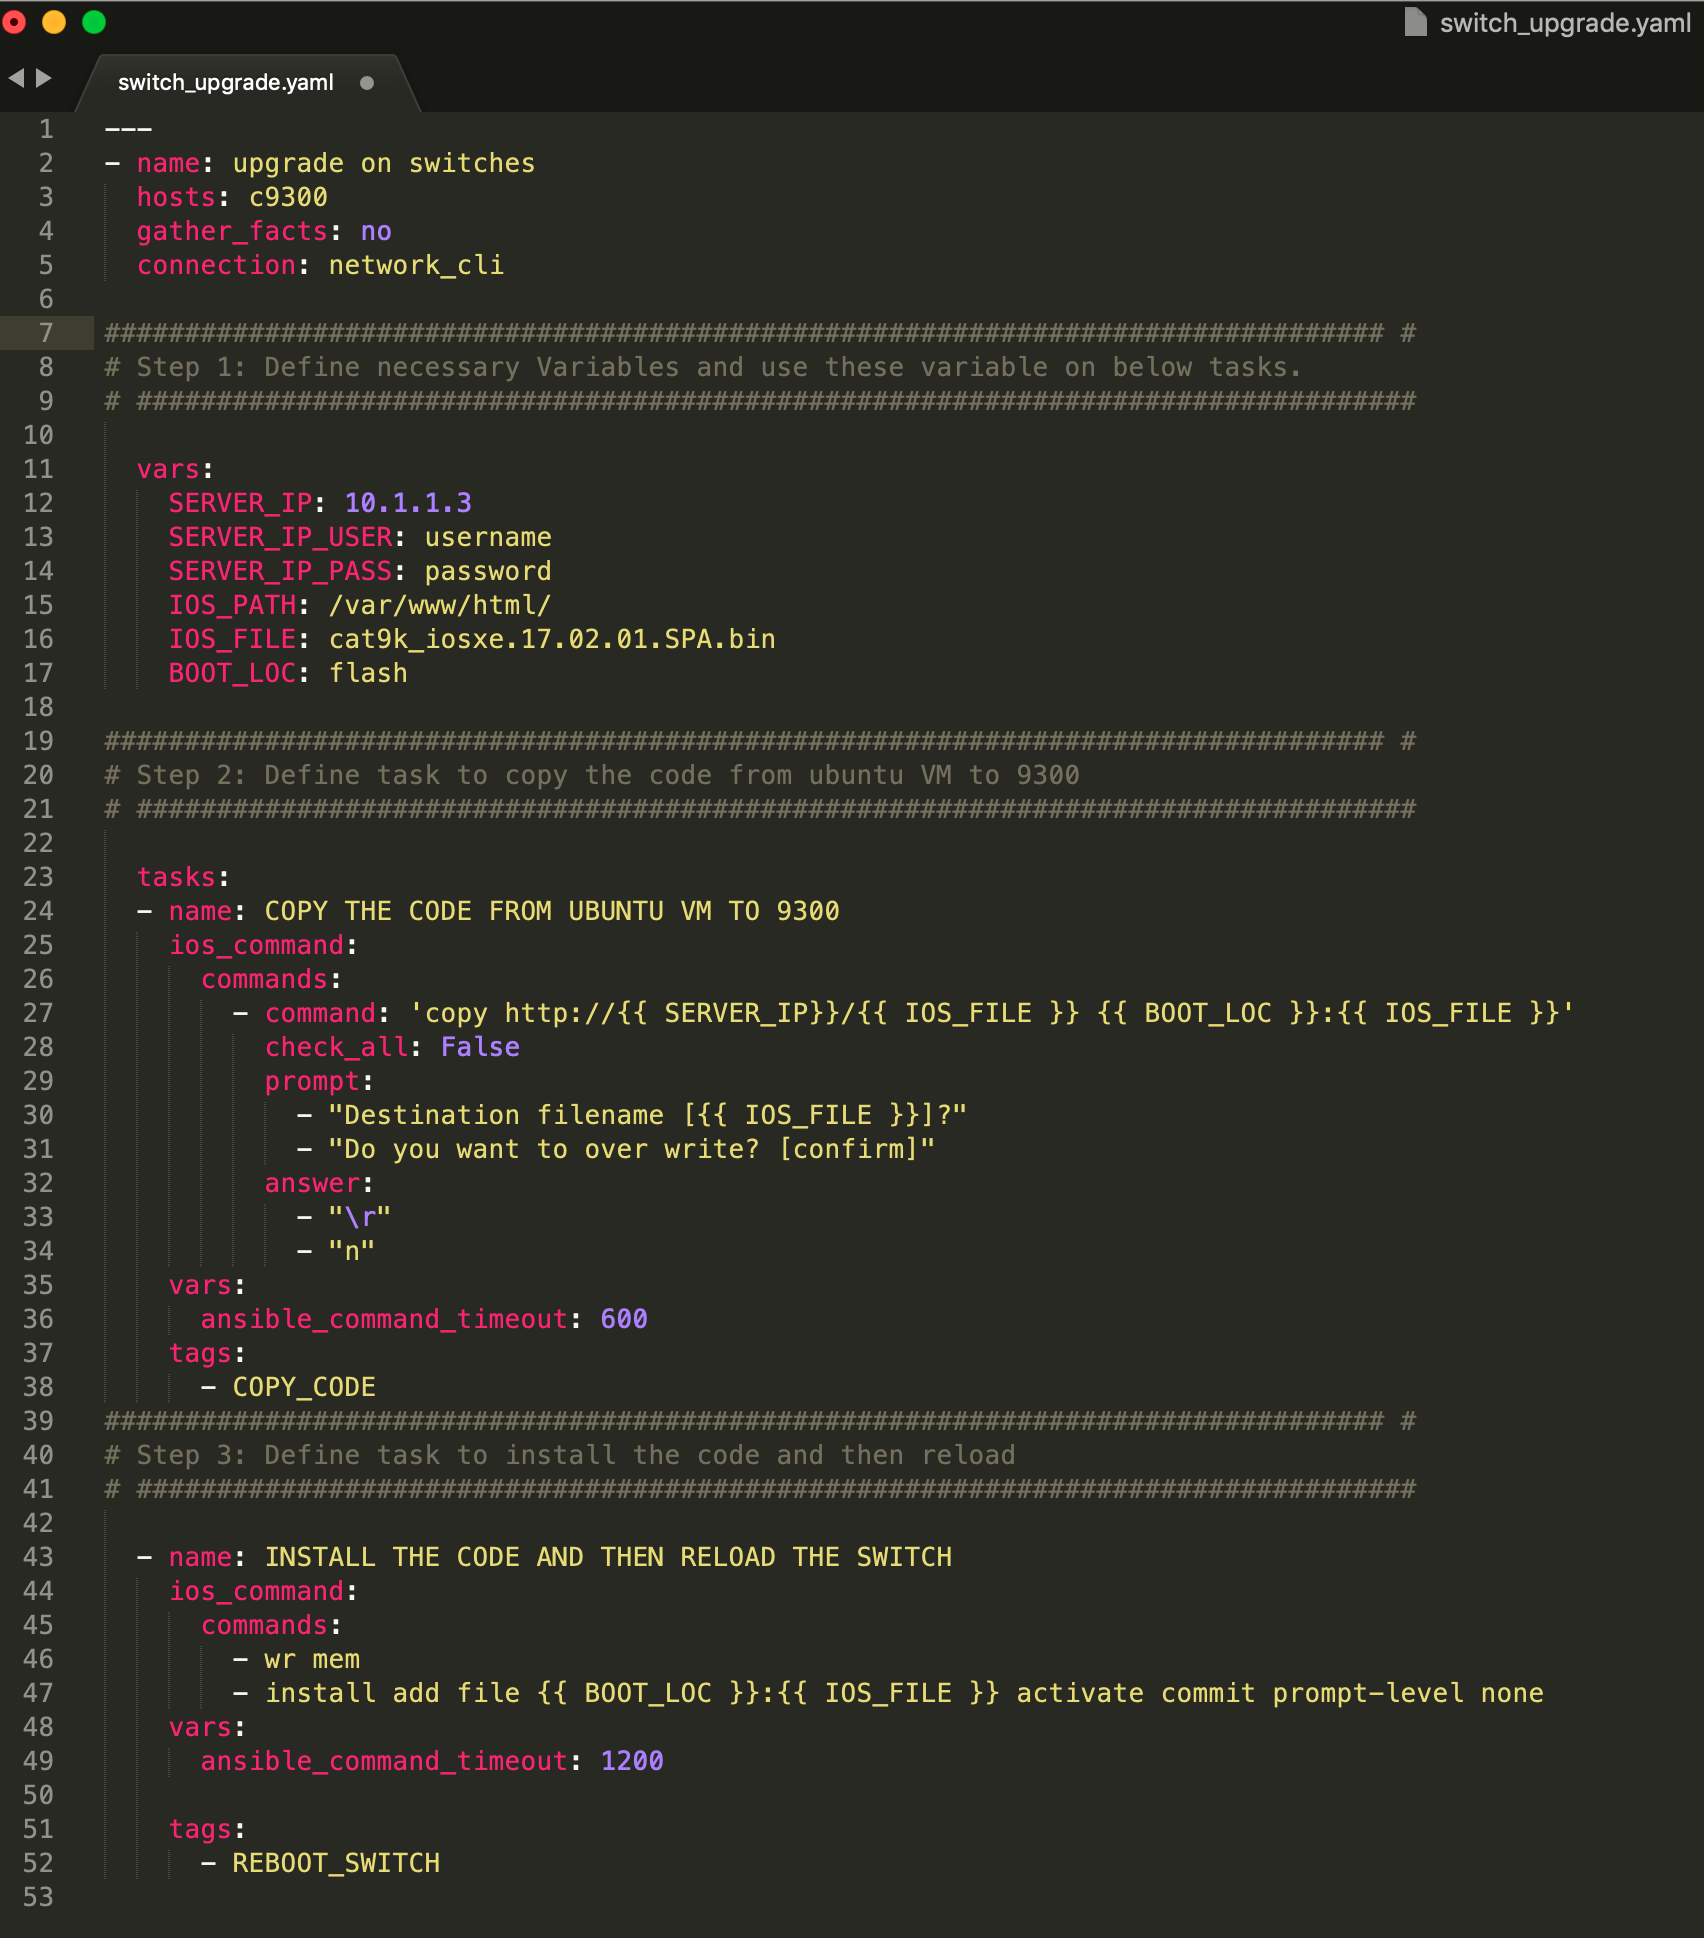 switch_upgrade.yaml
switch_upgrade.yaml
1 ---
2 - name: upgrade on switches
3   hosts: c9300
4   gather_facts: no
5   connection: network_cli
6
7 ################################################################################ #
8 # Step 1: Define necessary Variables and use these variable on below tasks.
9 # ################################################################################
10
11   vars:
12     SERVER_IP: 10.1.1.3
13     SERVER_IP_USER: username
14     SERVER_IP_PASS: password
15     IOS_PATH: /var/www/html/
16     IOS_FILE: cat9k_iosxe.17.02.01.SPA.bin
17     BOOT_LOC: flash
18
19 ################################################################################ #
20 # Step 2: Define task to copy the code from ubuntu VM to 9300
21 # ################################################################################
22
23   tasks:
24   - name: COPY THE CODE FROM UBUNTU VM TO 9300
25     ios_command:
26       commands:
27         - command: 'copy http://{{ SERVER_IP}}/{{ IOS_FILE }} {{ BOOT_LOC }}:{{ IOS_FILE }}'
28           check_all: False
29           prompt:
30             - "Destination filename [{{ IOS_FILE }}]?"
31             - "Do you want to over write? [confirm]"
32           answer:
33             - "\r"
34             - "n"
35     vars:
36       ansible_command_timeout: 600
37     tags:
38       - COPY_CODE
39 ################################################################################ #
40 # Step 3: Define task to install the code and then reload
41 # ################################################################################
42
43   - name: INSTALL THE CODE AND THEN RELOAD THE SWITCH
44     ios_command:
45       commands:
46         - wr mem
47         - install add file {{ BOOT_LOC }}:{{ IOS_FILE }} activate commit prompt-level none
48     vars:
49       ansible_command_timeout: 1200
50
51     tags:
52       - REBOOT_SWITCH
53